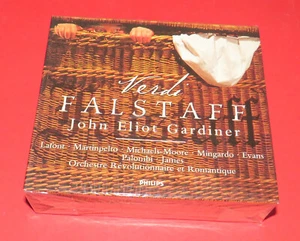 Verdi
FALSTAFF
John Eliot Gardiner
Lafont · Martinpelto · Michaels-Moore · Mingardo · Evans
Palombi · James
Orchestre Révolutionnaire et Romantique
PHILIPS